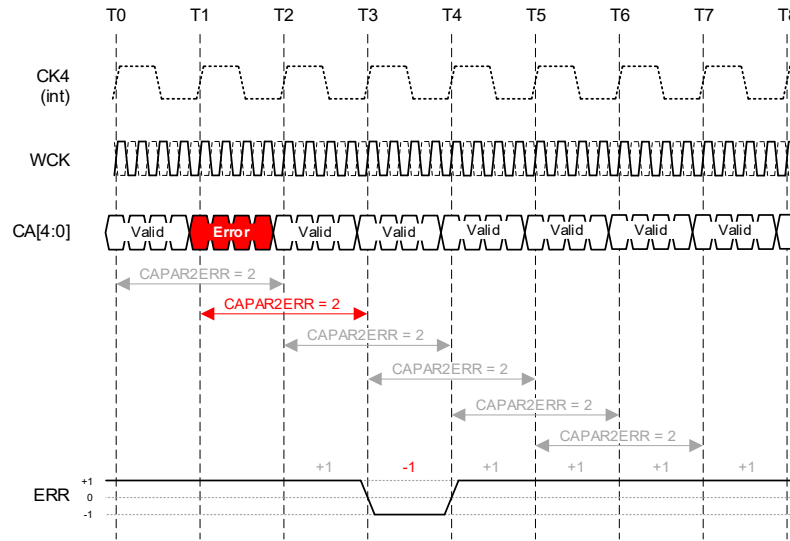 T0 T1 T2 T3 T4 T5 T6 T7 T8
CK4
(int)
WCK
CA[4:0] Valid Error Valid Valid Valid Valid Valid Valid
CAPAR2ERR = 2
CAPAR2ERR = 2
CAPAR2ERR = 2
CAPAR2ERR = 2
CAPAR2ERR = 2
CAPAR2ERR = 2
+1 -1 +1 +1 +1 +1
ERR +1
0
-1